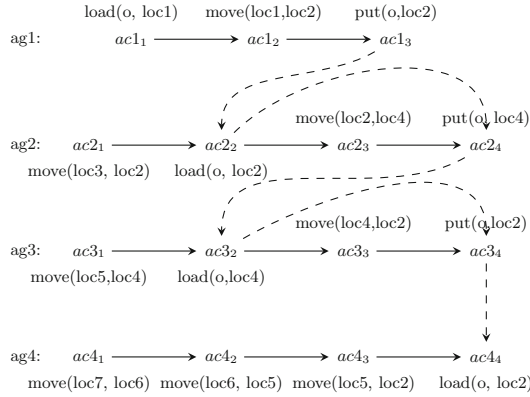 load(o, loc1) move(loc1,loc2) put(o,loc2)
ag1: ac1₁ ac1₂ ac1₃
move(loc2,loc4) put(o, loc4)
ag2: ac2₁ ac2₂ ac2₃ ac2₄
move(loc3, loc2) load(o, loc2)
move(loc4,loc2) put(o,loc2)
ag3: ac3₁ ac3₂ ac3₃ ac3₄
move(loc5,loc4) load(o,loc4)
ag4: ac4₁ ac4₂ ac4₃ ac4₄
move(loc7, loc6) move(loc6, loc5) move(loc5, loc2) load(o, loc2)